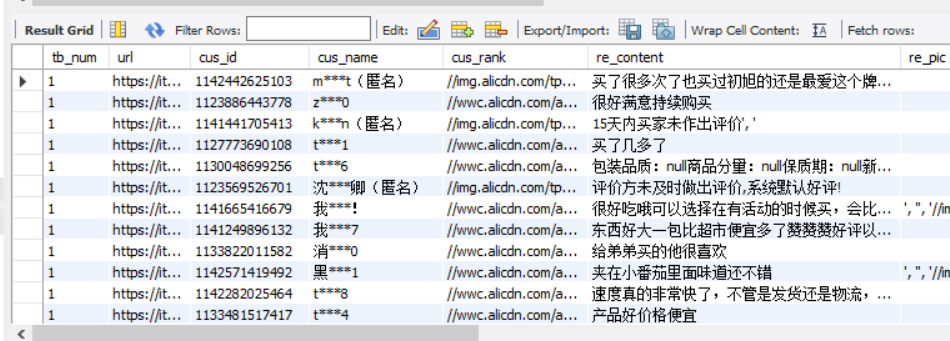 Result Grid Filter Rows: Edit: Export/Import: Wrap Cell Content: Fetch rows:
tb_num url cus_id cus_name cus_rank re_content re_pic
1 https://it... 1142442625103 m***t（匿名） //img.alicdn.com/tp... 买了很多次了也买过初旭的还是最爱这个牌...
1 https://it... 1123886443778 z***0 //wwc.alicdn.com/a... 很好满意持续购买
1 https://it... 1141441705413 k***n（匿名） //img.alicdn.com/tp... 15天内买家未作出评价','
1 https://it... 1127773690108 t***1 //wwc.alicdn.com/a... 买了几多了
1 https://it... 1130048699256 t***6 //wwc.alicdn.com/a... 包装品质：null商品分量：null保质期：null新...
1 https://it... 1123569526701 沈***卿（匿名） //img.alicdn.com/tp... 评价方未及时做出评价,系统默认好评!
1 https://it... 1141665416679 我***! //wwc.alicdn.com/a... 很好吃哦可以选择在有活动的时候买，会比... ','','//im
1 https://it... 1141249896132 我***7 //wwc.alicdn.com/a... 东西好大一包比超市便宜多了赞赞赞好评以...
1 https://it... 1133822011582 消***0 //wwc.alicdn.com/a... 给弟弟买的他很喜欢
1 https://it... 1142571419492 黑***1 //wwc.alicdn.com/a... 夹在小番茄里面味道还不错 ','','//im
1 https://it... 1142282025464 t***8 //wwc.alicdn.com/a... 速度真的非常快了，不管是发货还是物流，...
1 https://it... 1133481517417 t***4 //wwc.alicdn.com/a... 产品好价格便宜